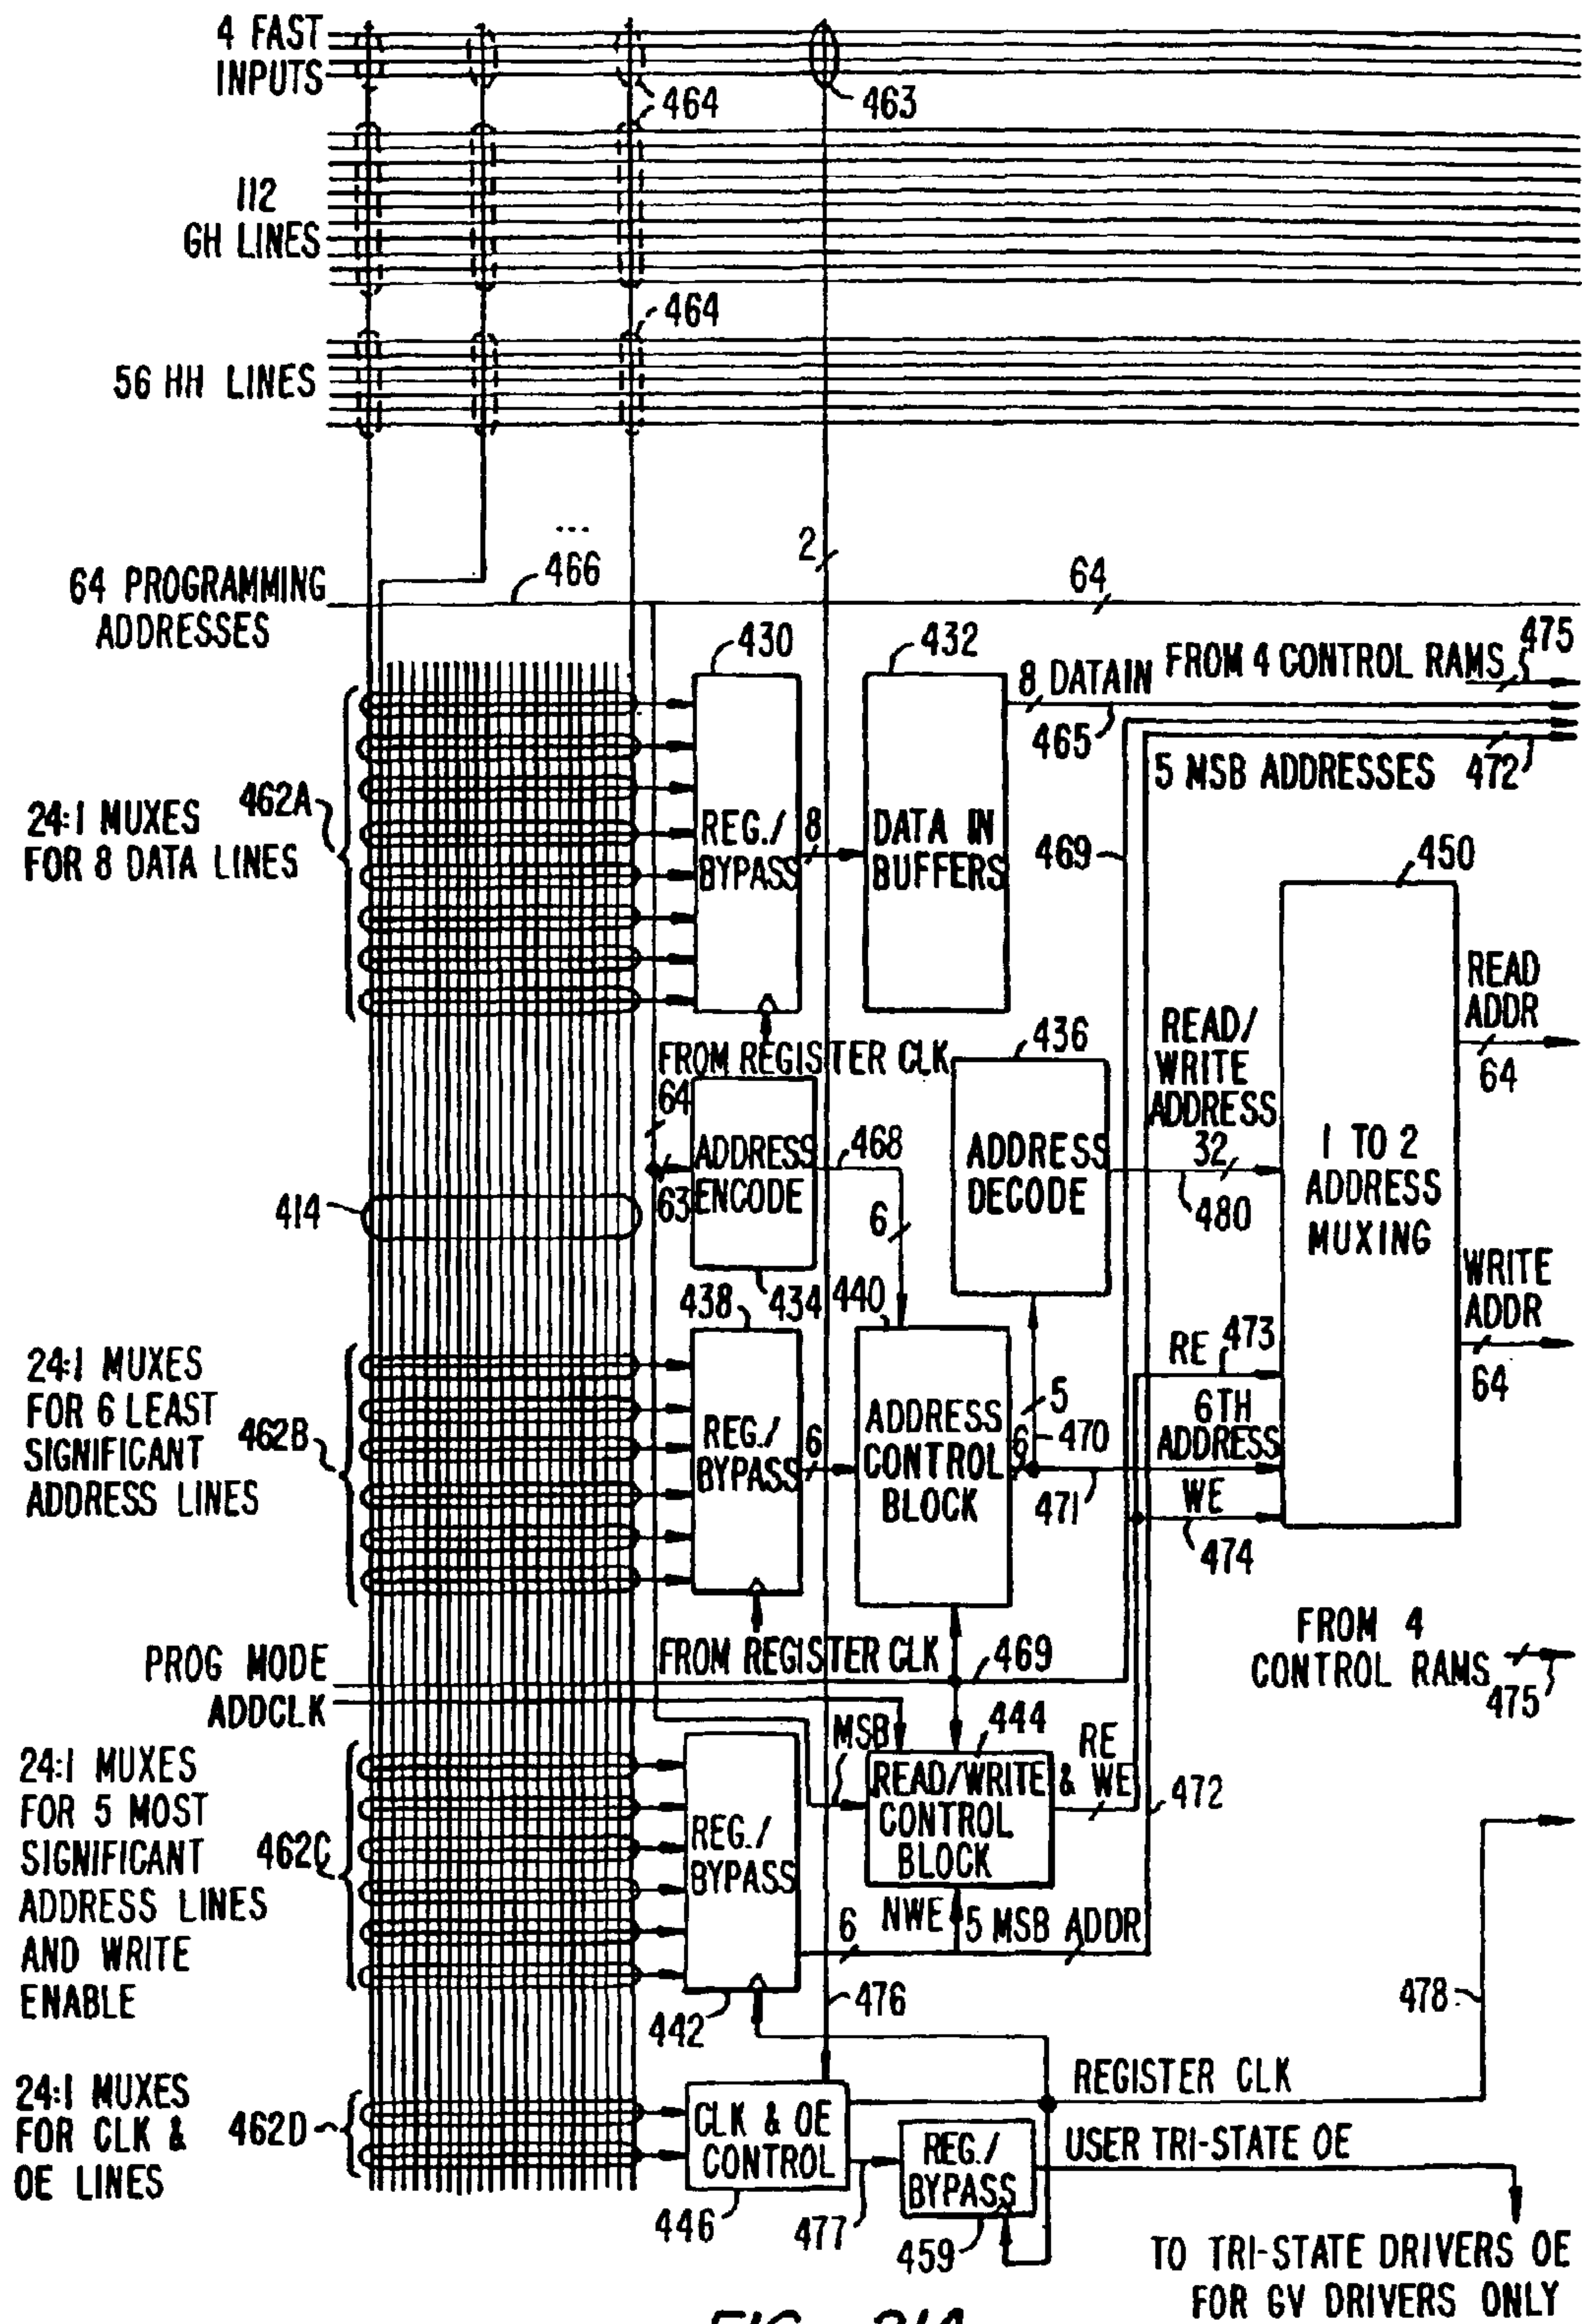 4 FAST
INPUTS
464
463
112
GH LINES
464
56 HH LINES
...
2
64 PROGRAMMING
ADDRESSES
466
64
430
432
8 DATAIN
FROM 4 CONTROL RAMS
475
465
5 MSB ADDRESSES
472
462A
24:1 MUXES
FOR 8 DATA LINES
REG./
BYPASS
8
DATA IN
BUFFERS
469
450
FROM REGISTER CLK
436
READ/
WRITE
ADDRESS
32
480
READ
ADDR
64
64
63
ADDRESS
ENCODE
468
6
ADDRESS
DECODE
1 TO 2
ADDRESS
MUXING
414
438
434
440
WRITE
ADDR
64
24:1 MUXES
FOR 6 LEAST
SIGNIFICANT
ADDRESS LINES
462B
REG./
BYPASS
6
ADDRESS
CONTROL
BLOCK
6
5
470
471
RE
473
6TH
ADDRESS
WE
474
FROM REGISTER CLK
469
FROM 4
CONTROL RAMS
475
PROG MODE
ADDCLK
MSB
444
RE
& WE
READ/WRITE
CONTROL
BLOCK
472
24:1 MUXES
FOR 5 MOST
SIGNIFICANT
ADDRESS LINES
AND WRITE
ENABLE
462C
REG./
BYPASS
6
NWE
5 MSB ADDR
442
476
478
24:1 MUXES
FOR CLK &
OE LINES
462D
CLK & OE
CONTROL
REGISTER CLK
REG./
BYPASS
USER TRI-STATE OE
446
477
459
TO TRI-STATE DRIVERS OE
FOR GV DRIVERS ONLY